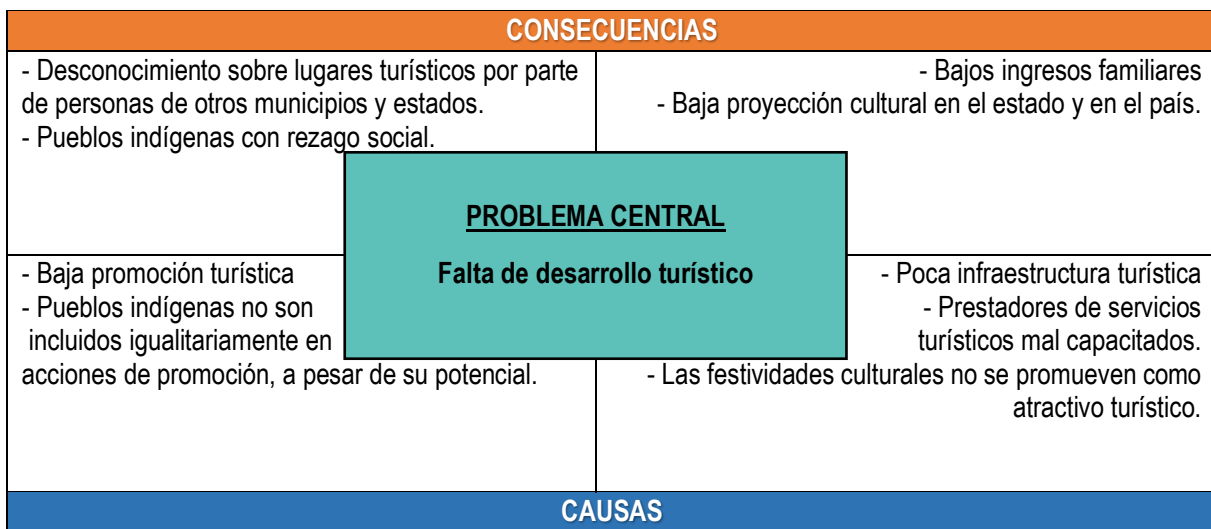 CONSECUENCIAS
- Desconocimiento sobre lugares turísticos por parte
de personas de otros municipios y estados.
- Pueblos indígenas con rezago social.
- Bajos ingresos familiares
- Baja proyección cultural en el estado y en el país.
PROBLEMA CENTRAL
Falta de desarrollo turístico
- Baja promoción turística
- Pueblos indígenas no son
incluidos igualitariamente en
acciones de promoción, a pesar de su potencial.
- Poca infraestructura turística
- Prestadores de servicios
turísticos mal capacitados.
- Las festividades culturales no se promueven como
atractivo turístico.
CAUSAS